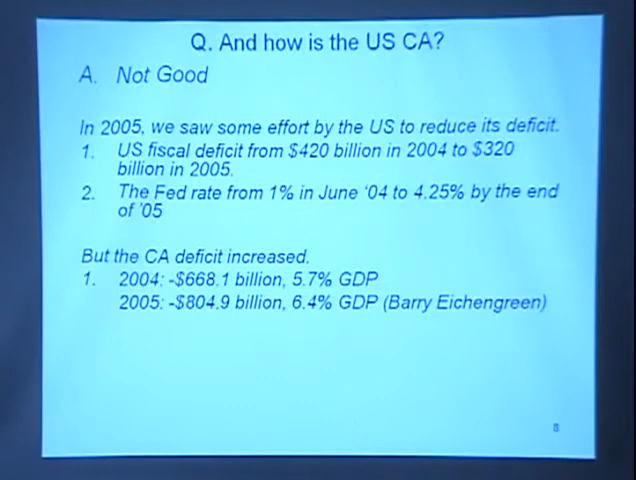 Q. And how is the US CA?
A. Not Good
In 2005, we saw some effort by the US to reduce its deficit.
1. US fiscal deficit from $420 billion in 2004 to $320
billion in 2005.
2. The Fed rate from 1% in June ‘04 to 4.25% by the end
of ’05
But the CA deficit increased.
1. 2004: -$668.1 billion, 5.7% GDP
2005: -$804.9 billion, 6.4% GDP (Barry Eichengreen)
8